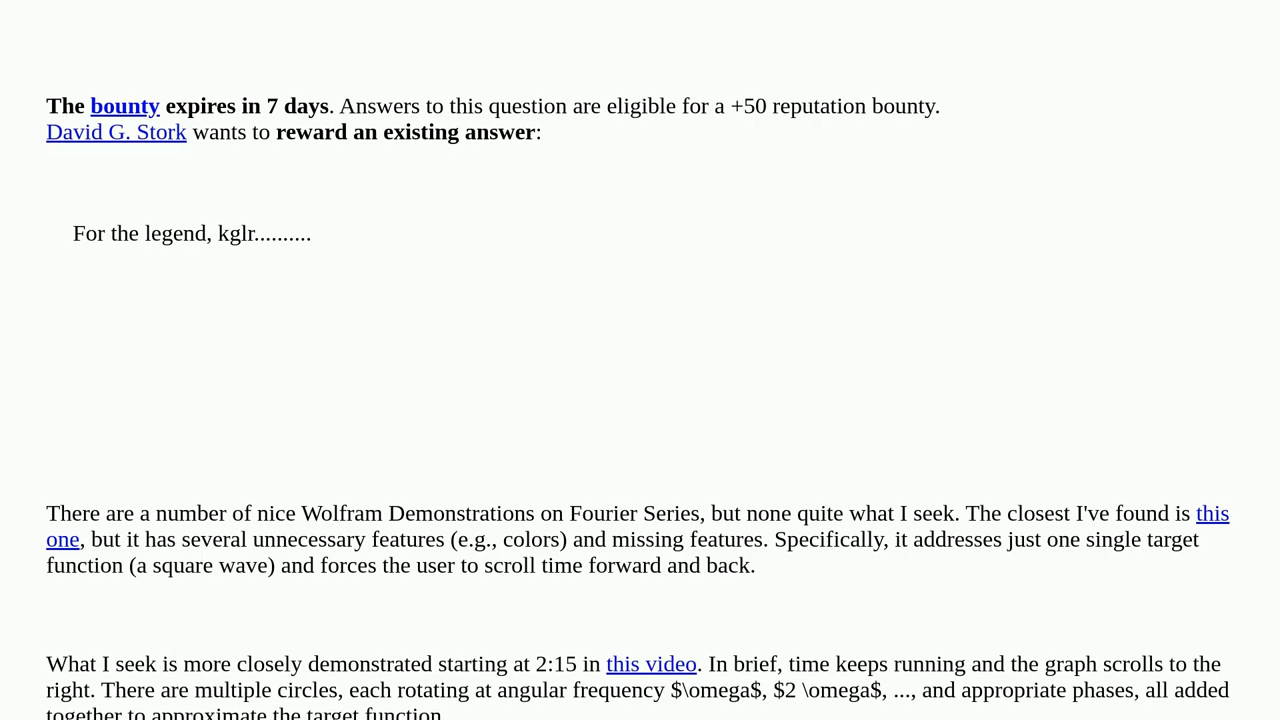 The bounty expires in 7 days. Answers to this question are eligible for a +50 reputation bounty.
David G. Stork wants to reward an existing answer:
For the legend, kglr..........
There are a number of nice Wolfram Demonstrations on Fourier Series, but none quite what I seek. The closest I've found is this
one, but it has several unnecessary features (e.g., colors) and missing features. Specifically, it addresses just one single target
function (a square wave) and forces the user to scroll time forward and back.
What I seek is more closely demonstrated starting at 2:15 in this video. In brief, time keeps running and the graph scrolls to the
right. There are multiple circles, each rotating at angular frequency $\omega$, $2 \omega$, ..., and appropriate phases, all added
together to approximate the target function.